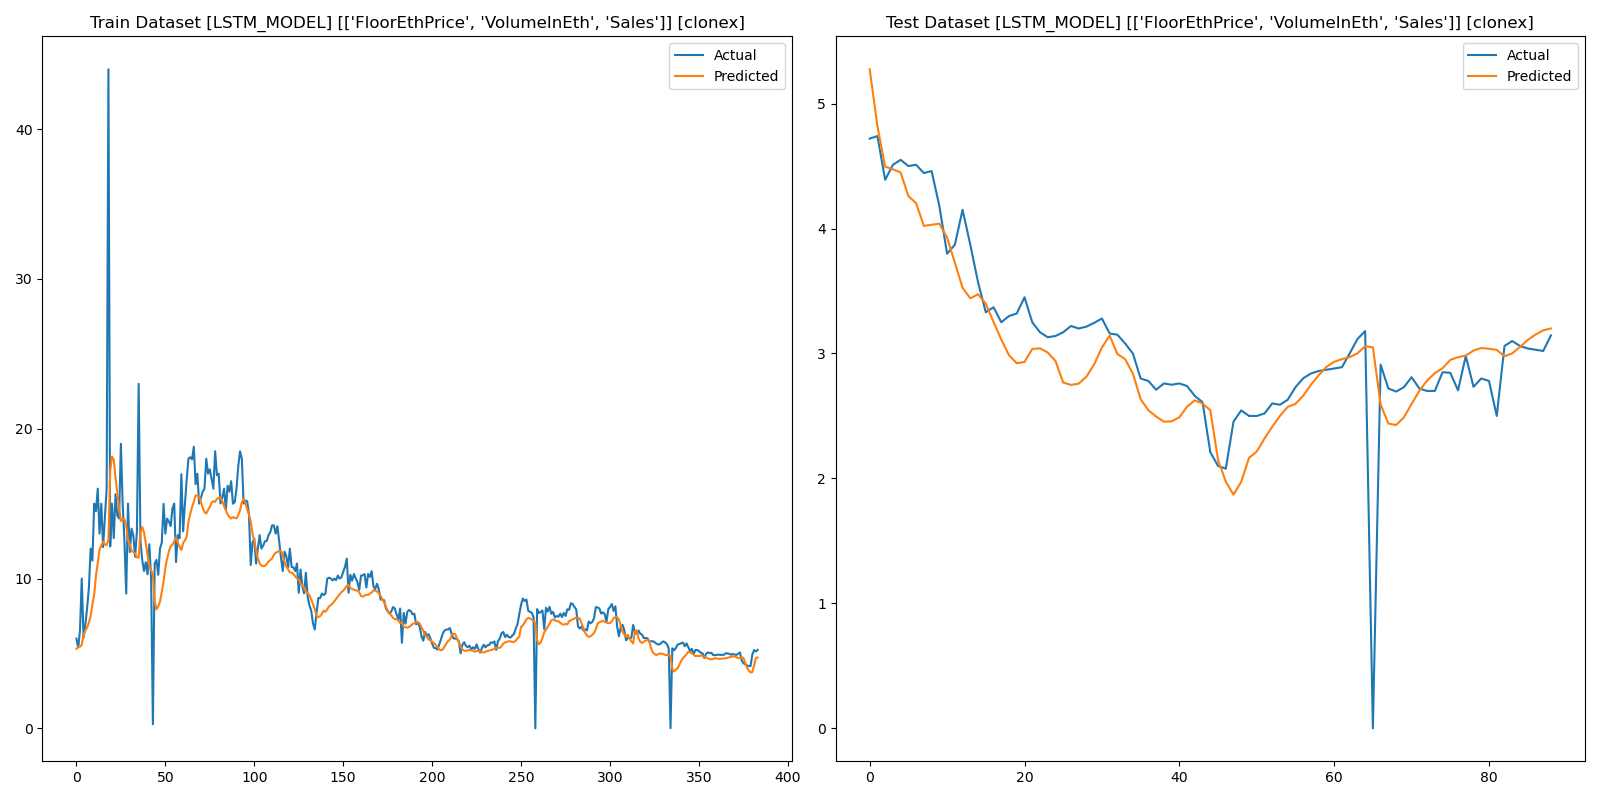 Train Dataset [LSTM_MODEL] [['FloorEthPrice', 'VolumeInEth', 'Sales']] [clonex]
Actual
Predicted
40
30
20
10
0
0 50 100 150 200 250 300 350 400
Test Dataset [LSTM_MODEL] [['FloorEthPrice', 'VolumeInEth', 'Sales']] [clonex]
Actual
Predicted
5
4
3
2
1
0
0 20 40 60 80